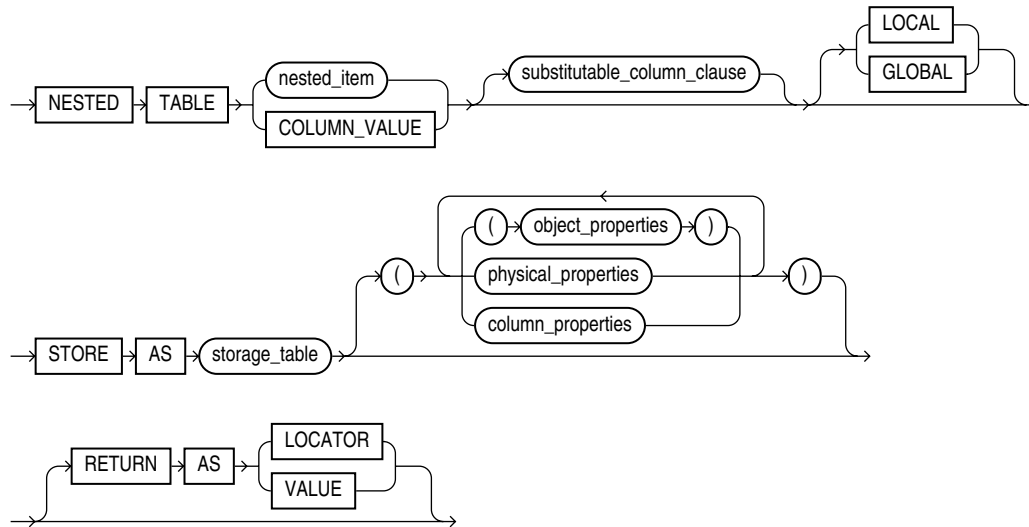 LOCAL
nested_item
substitutable_column_clause
GLOBAL
NESTED TABLE
COLUMN_VALUE
( object_properties )
( physical_properties )
column_properties
STORE AS storage_table
LOCATOR
RETURN AS
VALUE